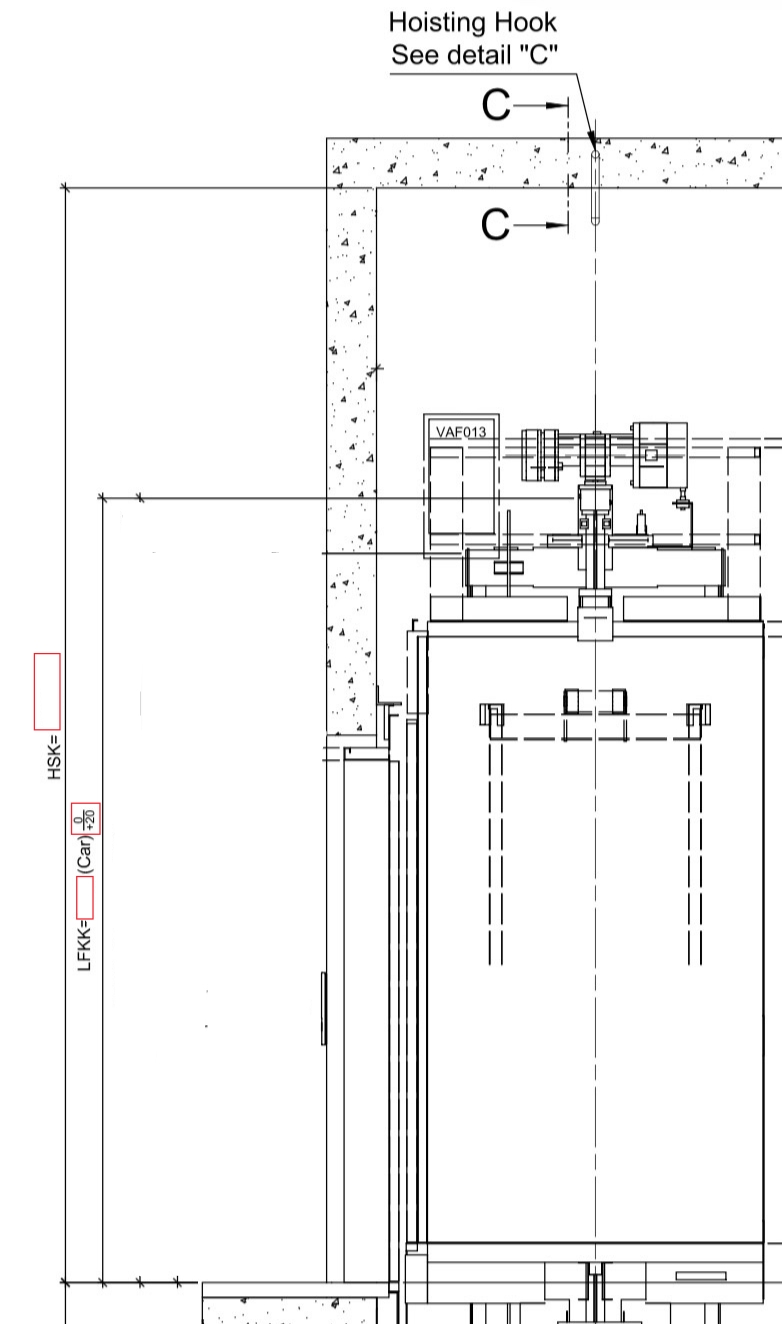 Hoisting Hook
See detail "C"
C
C
VAF013
HSK=
LFKK= (Car) 0
+20